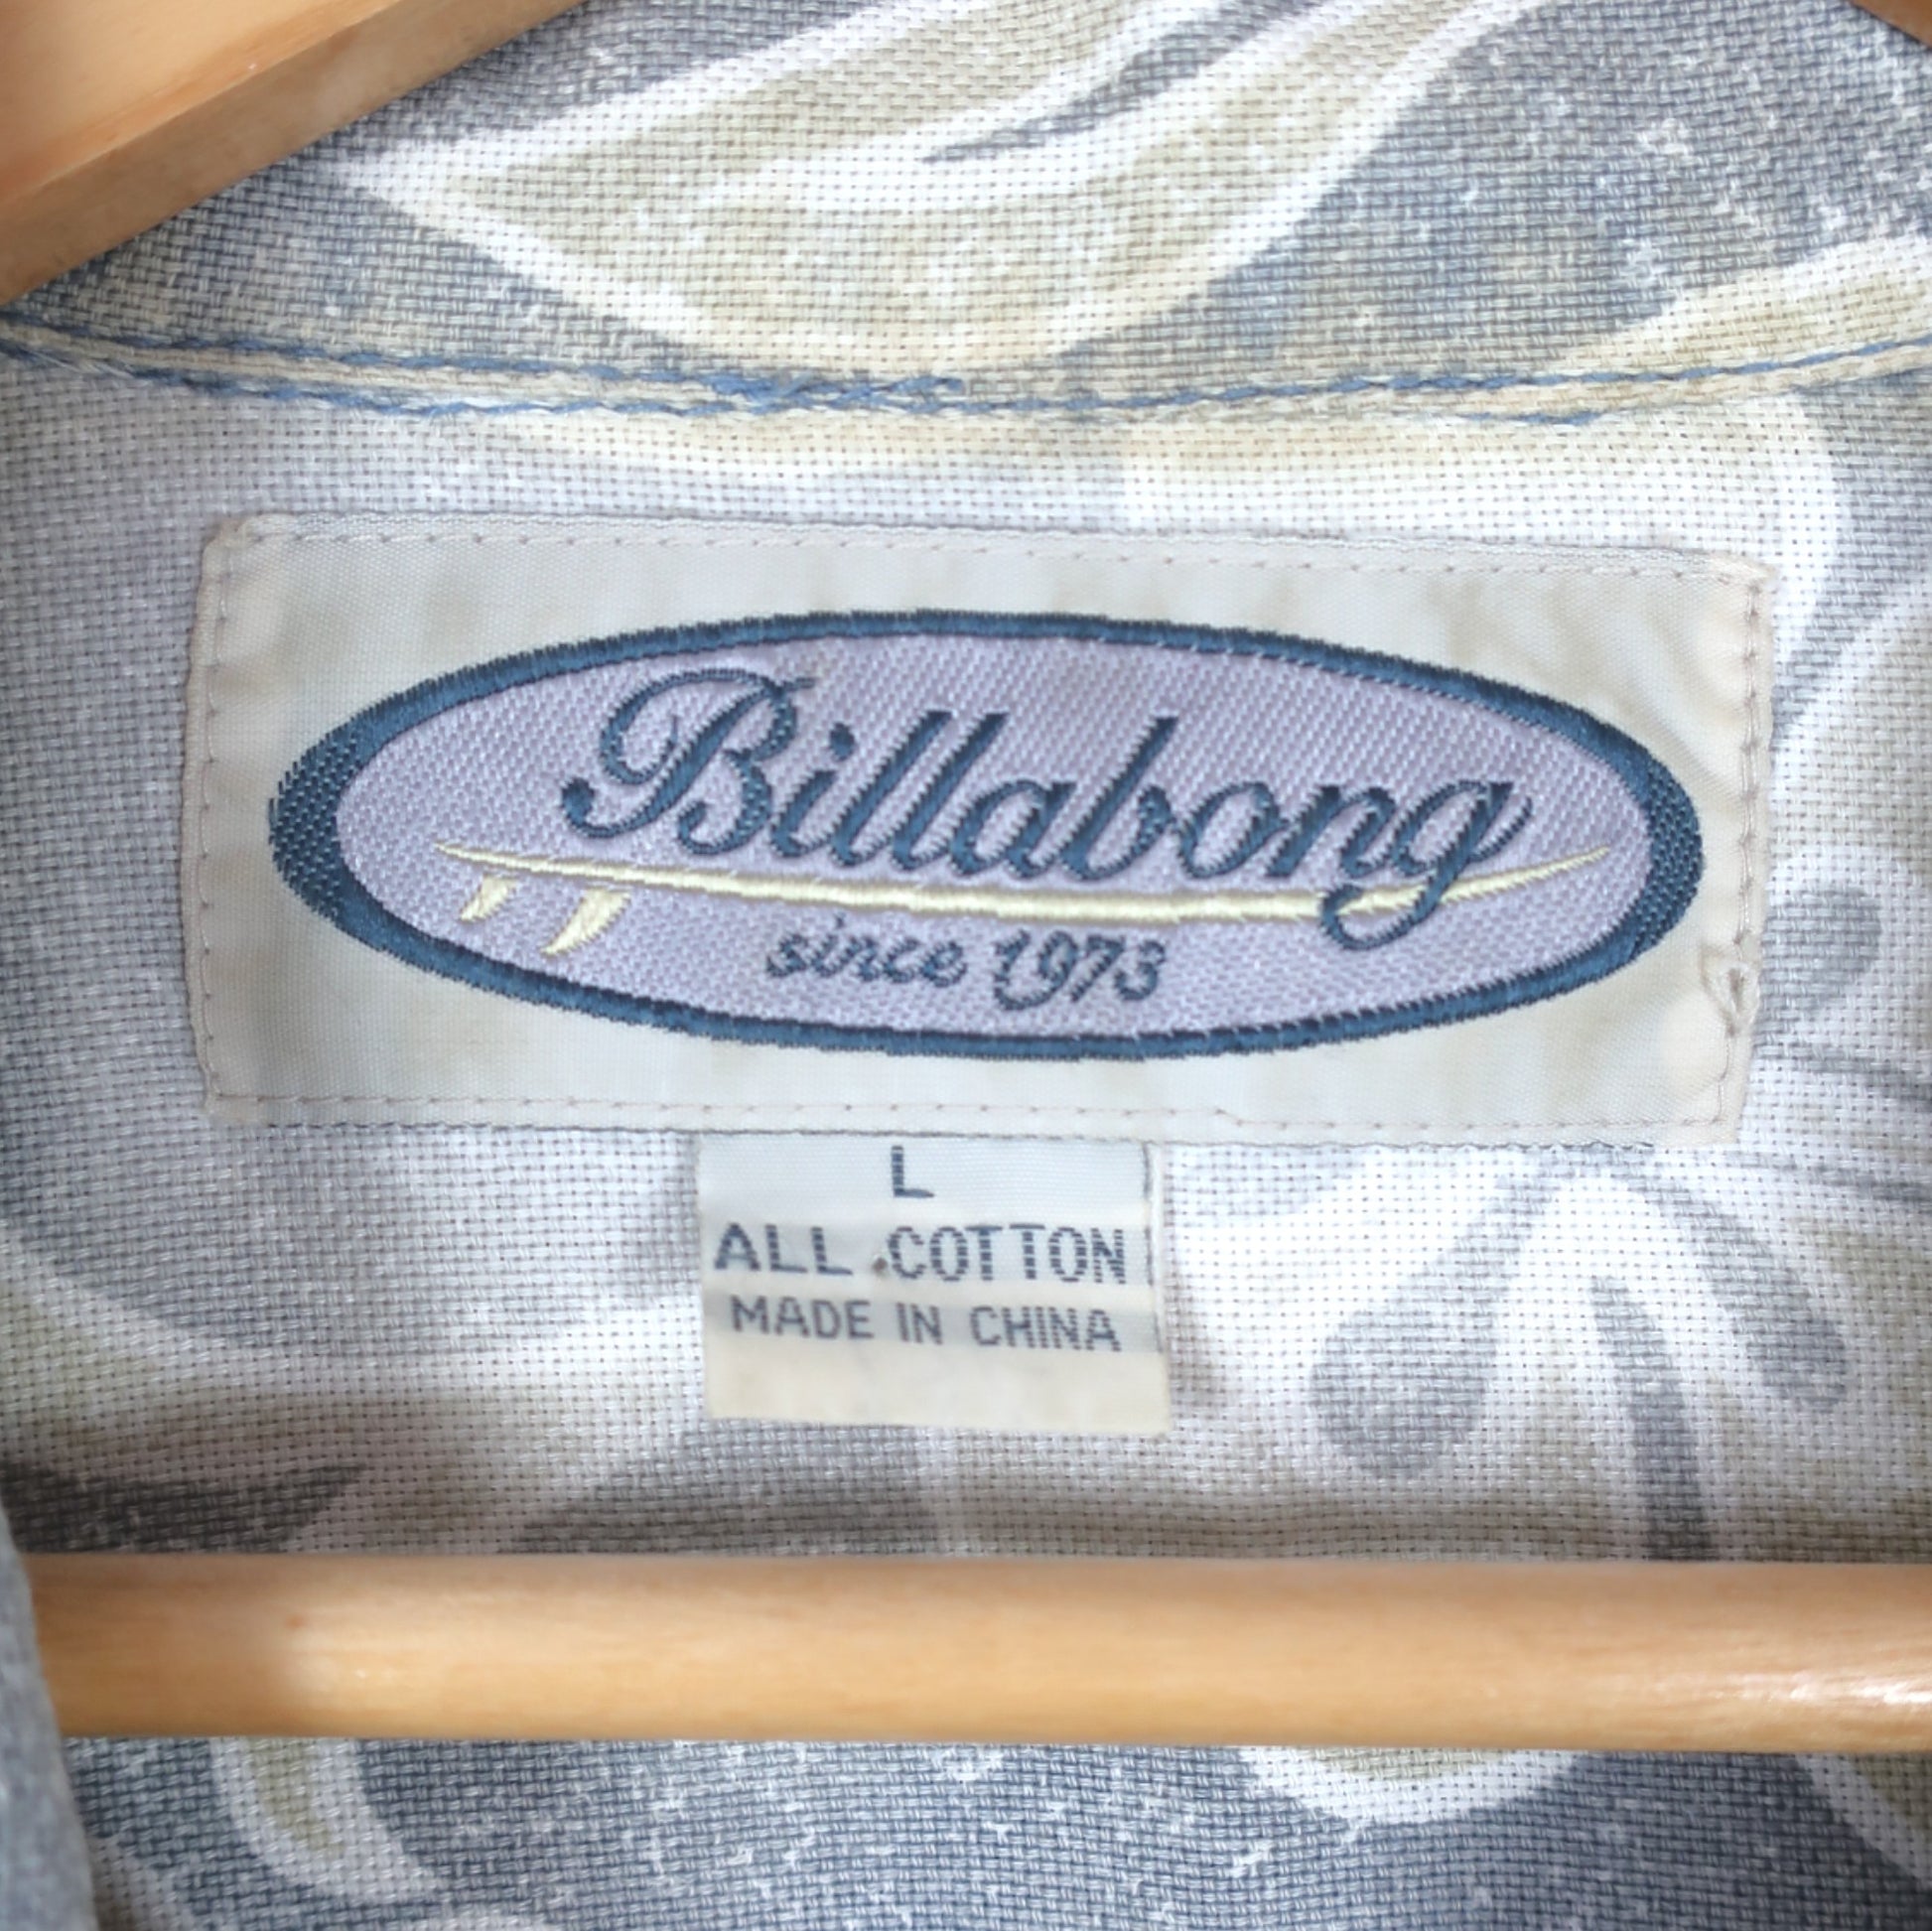 Billabong
since 1973
L
ALL COTTON
MADE IN CHINA